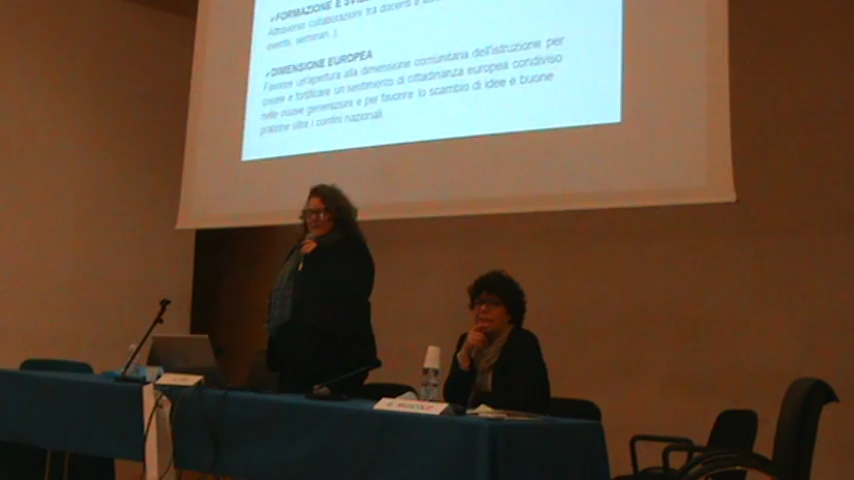 ➢FORMAZIONE E
Attraverso collaborazioni tra docenti e
eventi, seminari..).
➢DIMENSIONE EUROPEA
Favorire un'apertura alla dimensione comunitaria dell'istruzione per
creare e fortificare un sentimento di cittadinanza europea condiviso
nelle nuove generazioni e per favorire lo scambio di idee e buone
pratiche oltre i confini nazionali.